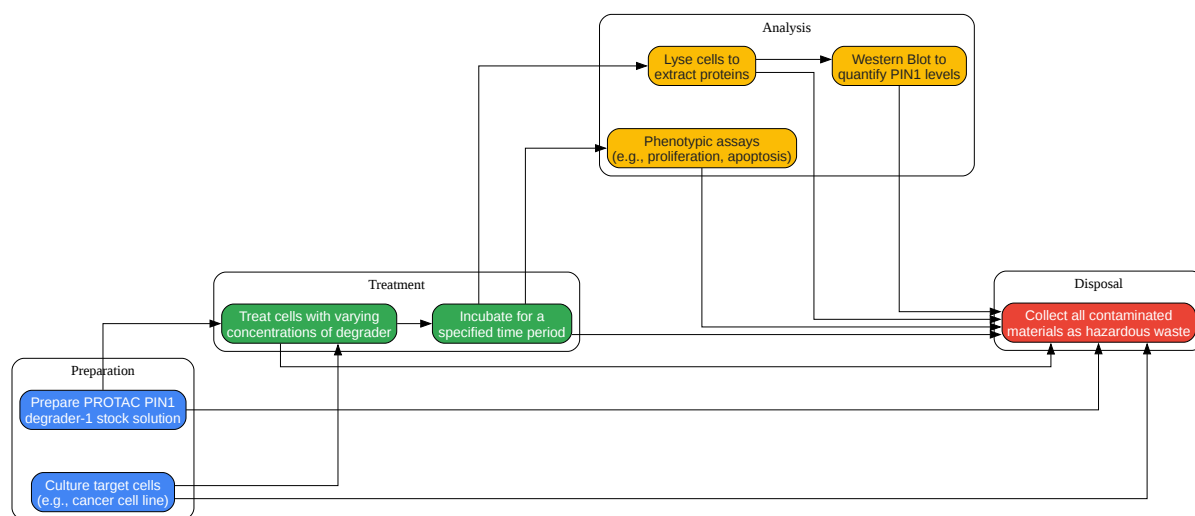 Analysis
Lyse cells to
extract proteins
Western Blot to
quantify PIN1 levels
Phenotypic assays
(e.g., proliferation, apoptosis)
Treatment
Treat cells with varying
concentrations of degrader
Incubate for a
specified time period
Disposal
Collect all contaminated
materials as hazardous waste
Preparation
Prepare PROTAC PIN1
degrader-1 stock solution
Culture target cells
(e.g., cancer cell line)